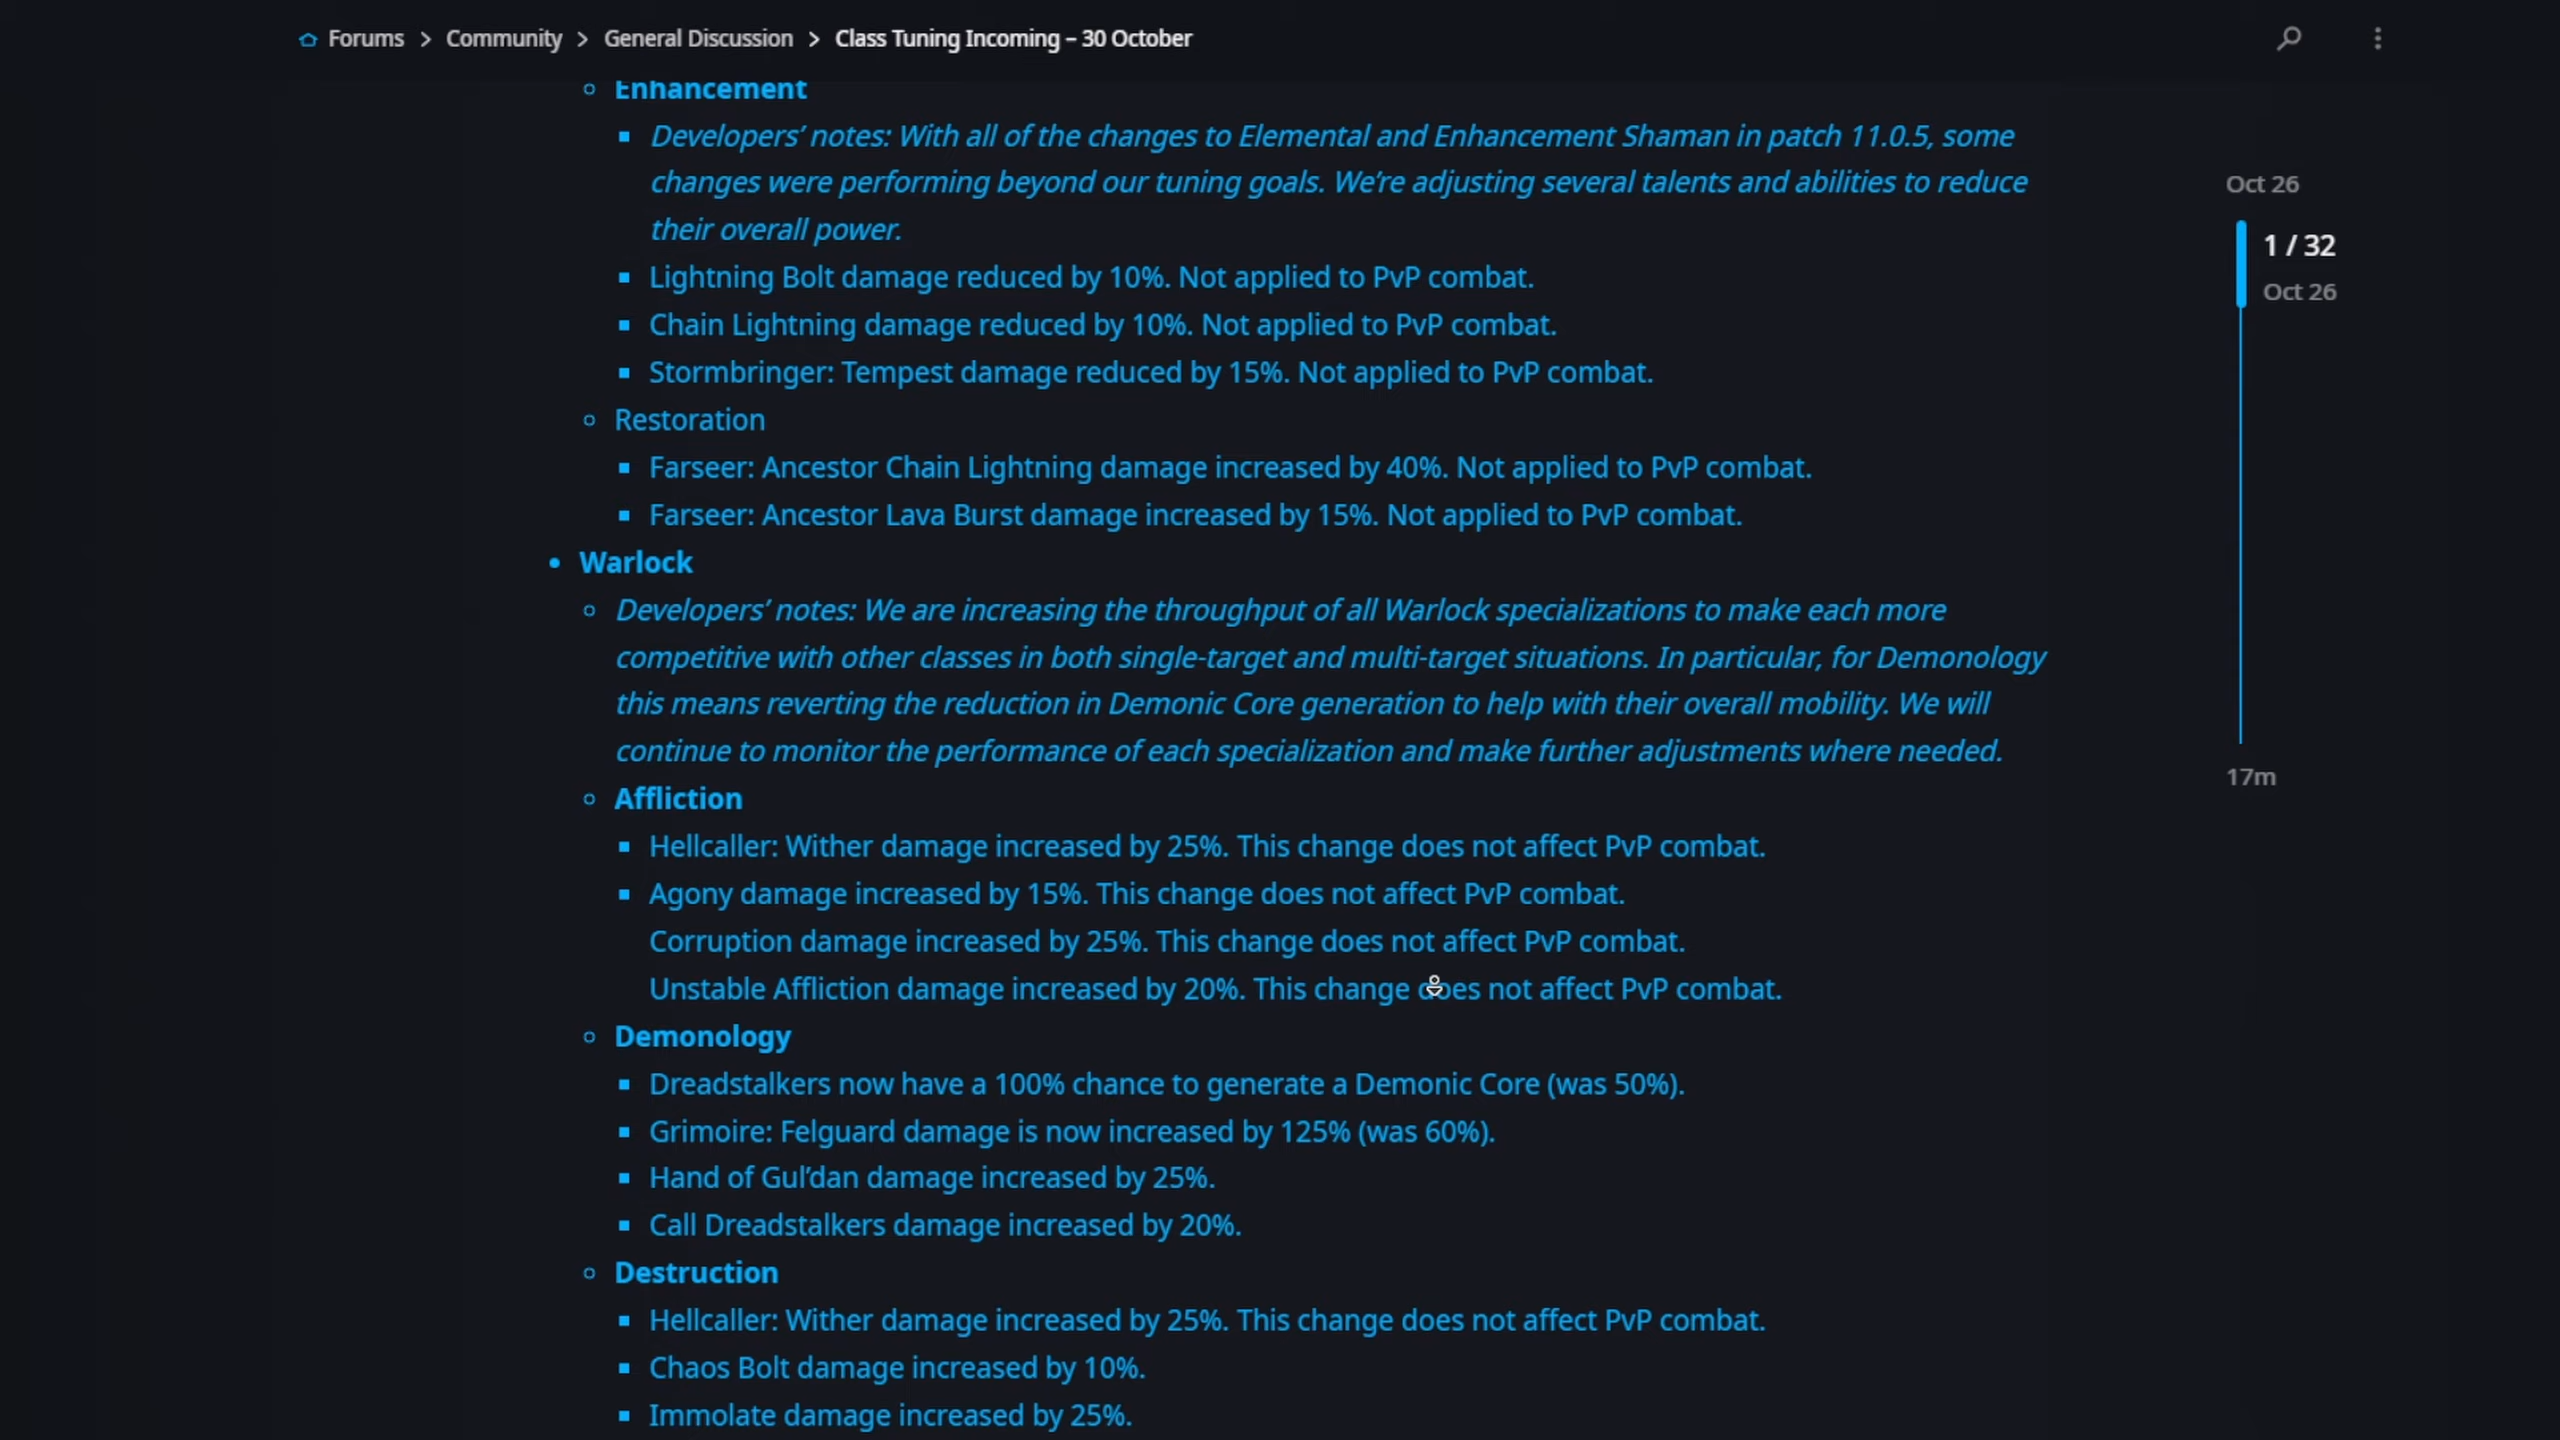 Forums > Community > General Discussion > Class Tuning Incoming – 30 October
Enhancement
Developers’ notes: With all of the changes to Elemental and Enhancement Shaman in patch 11.0.5, some
changes were performing beyond our tuning goals. We’re adjusting several talents and abilities to reduce
their overall power.
Lightning Bolt damage reduced by 10%. Not applied to PvP combat.
Chain Lightning damage reduced by 10%. Not applied to PvP combat.
Stormbringer: Tempest damage reduced by 15%. Not applied to PvP combat.
Restoration
Farseer: Ancestor Chain Lightning damage increased by 40%. Not applied to PvP combat.
Farseer: Ancestor Lava Burst damage increased by 15%. Not applied to PvP combat.
Warlock
Developers’ notes: We are increasing the throughput of all Warlock specializations to make each more
competitive with other classes in both single-target and multi-target situations. In particular, for Demonology
this means reverting the reduction in Demonic Core generation to help with their overall mobility. We will
continue to monitor the performance of each specialization and make further adjustments where needed.
Affliction
Hellcaller: Wither damage increased by 25%. This change does not affect PvP combat.
Agony damage increased by 15%. This change does not affect PvP combat.
Corruption damage increased by 25%. This change does not affect PvP combat.
Unstable Affliction damage increased by 20%. This change does not affect PvP combat.
Demonology
Dreadstalkers now have a 100% chance to generate a Demonic Core (was 50%).
Grimoire: Felguard damage is now increased by 125% (was 60%).
Hand of Gul’dan damage increased by 25%.
Call Dreadstalkers damage increased by 20%.
Destruction
Hellcaller: Wither damage increased by 25%. This change does not affect PvP combat.
Chaos Bolt damage increased by 10%.
Immolate damage increased by 25%.
Oct 26
1 / 32
Oct 26
17m